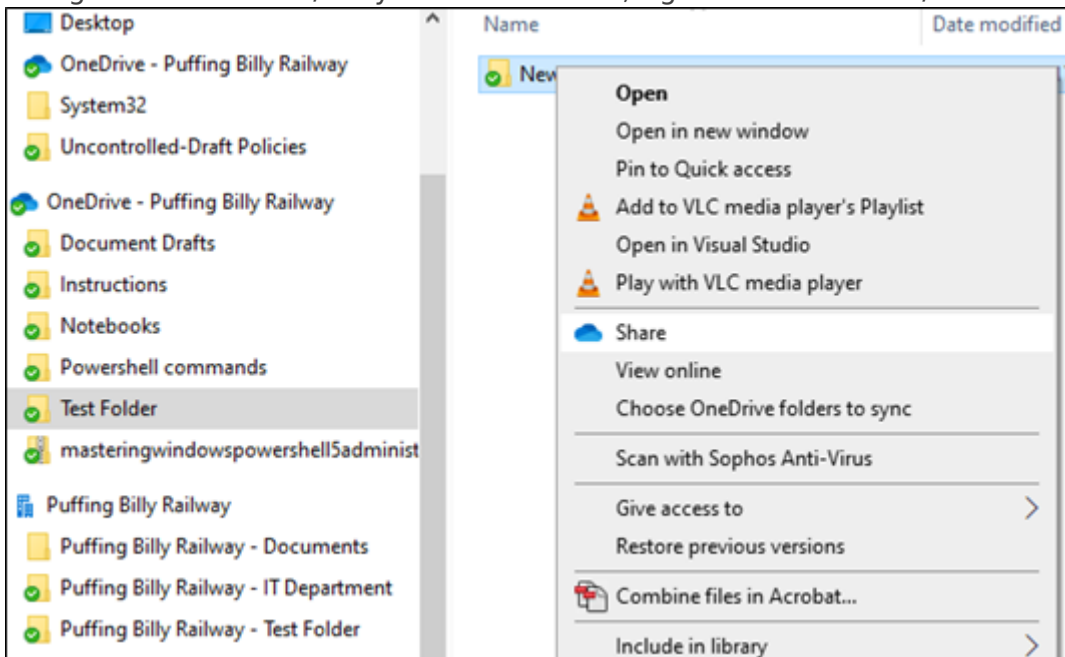 Desktop
OneDrive - Puffing Billy Railway
System32
Uncontrolled-Draft Policies
OneDrive - Puffing Billy Railway
Document Drafts
Instructions
Notebooks
Powershell commands
Test Folder
masteringwindowspowershell5administ
Puffing Billy Railway
Puffing Billy Railway - Documents
Puffing Billy Railway - IT Department
Puffing Billy Railway - Test Folder
Name
Date modified
New
Open
Open in new window
Pin to Quick access
Add to VLC media player's Playlist
Open in Visual Studio
Play with VLC media player
Share
View online
Choose OneDrive folders to sync
Scan with Sophos Anti-Virus
Give access to
Restore previous versions
Combine files in Acrobat...
Include in library